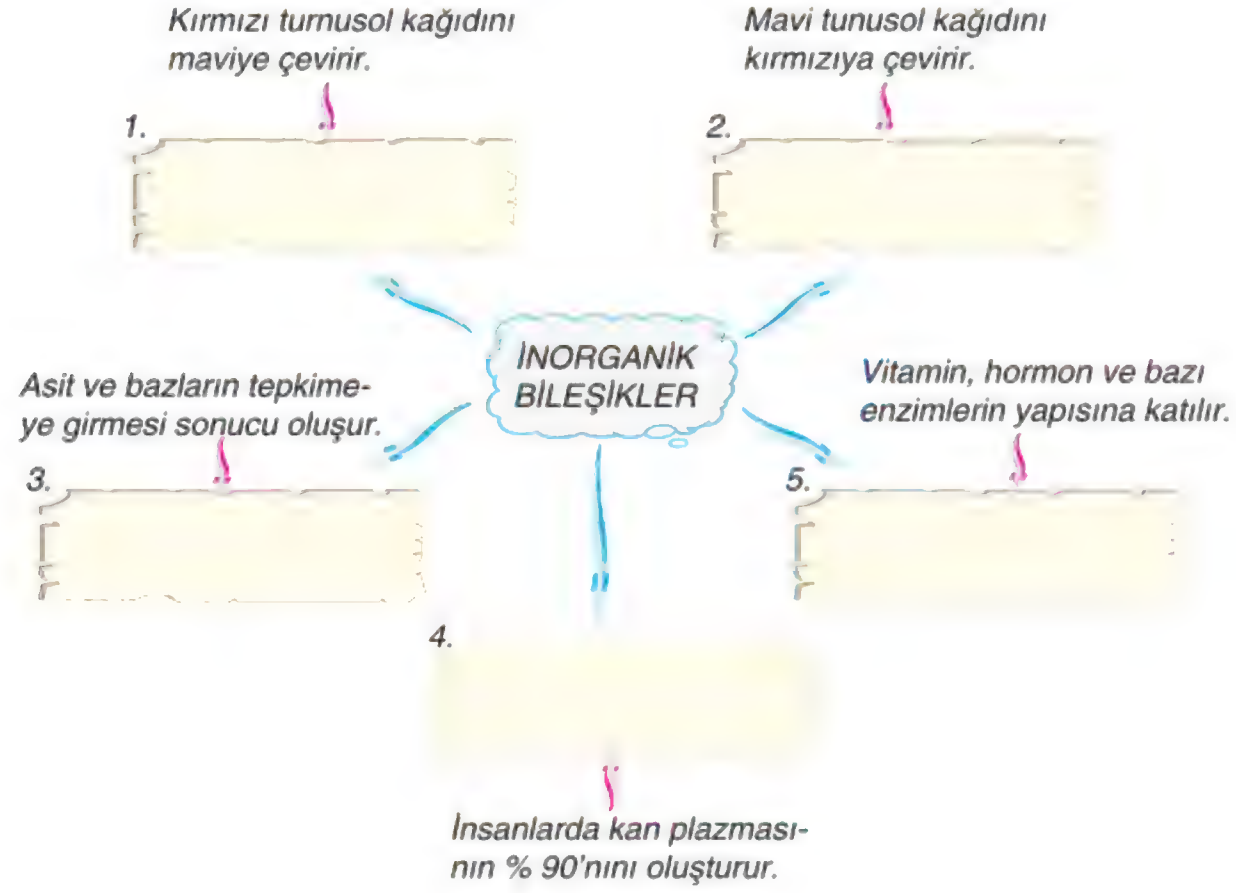 Kırmızı turnusol kağıdını
maviye çevirir.
Mavi tunusol kağıdını
kırmızıya çevirir.
1.
2.
İNORGANİK
BİLEŞİKLER
Asit ve bazların tepkime-
ye girmesi sonucu oluşur.
Vitamin, hormon ve bazı
enzimlerin yapısına katılır.
3.
5.
4.
İnsanlarda kan plazması-
nın % 90'nını oluşturur.